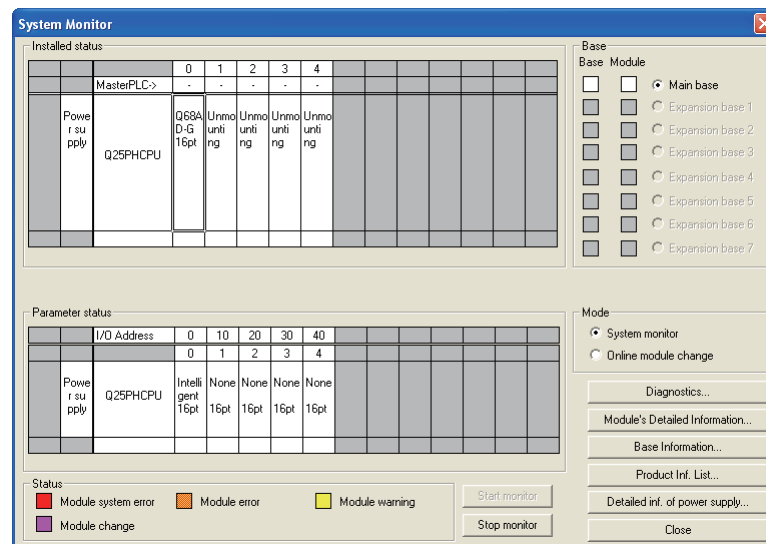 System Monitor
Installed status
0 1 2 3 4
MasterPLC-> - - - - -
Powe
r su
pply
Q25PHCPU
Q68A
D-G
16pt
Unmo
unti
ng
Unmo
unti
ng
Unmo
unti
ng
Unmo
unti
ng
Base
Base Module
Main base
Expansion base 1
Expansion base 2
Expansion base 3
Expansion base 4
Expansion base 5
Expansion base 6
Expansion base 7
Parameter status
I/O Address 0 10 20 30 40
0 1 2 3 4
Powe
r su
pply
Q25PHCPU
Intelli
gent
16pt
None
16pt
None
16pt
None
16pt
None
16pt
Mode
System monitor
Online module change
Diagnostics...
Module's Detailed Information...
Base Information...
Product Inf. List...
Detailed inf. of power supply...
Close
Status
Module system error
Module error
Module warning
Module change
Start monitor
Stop monitor